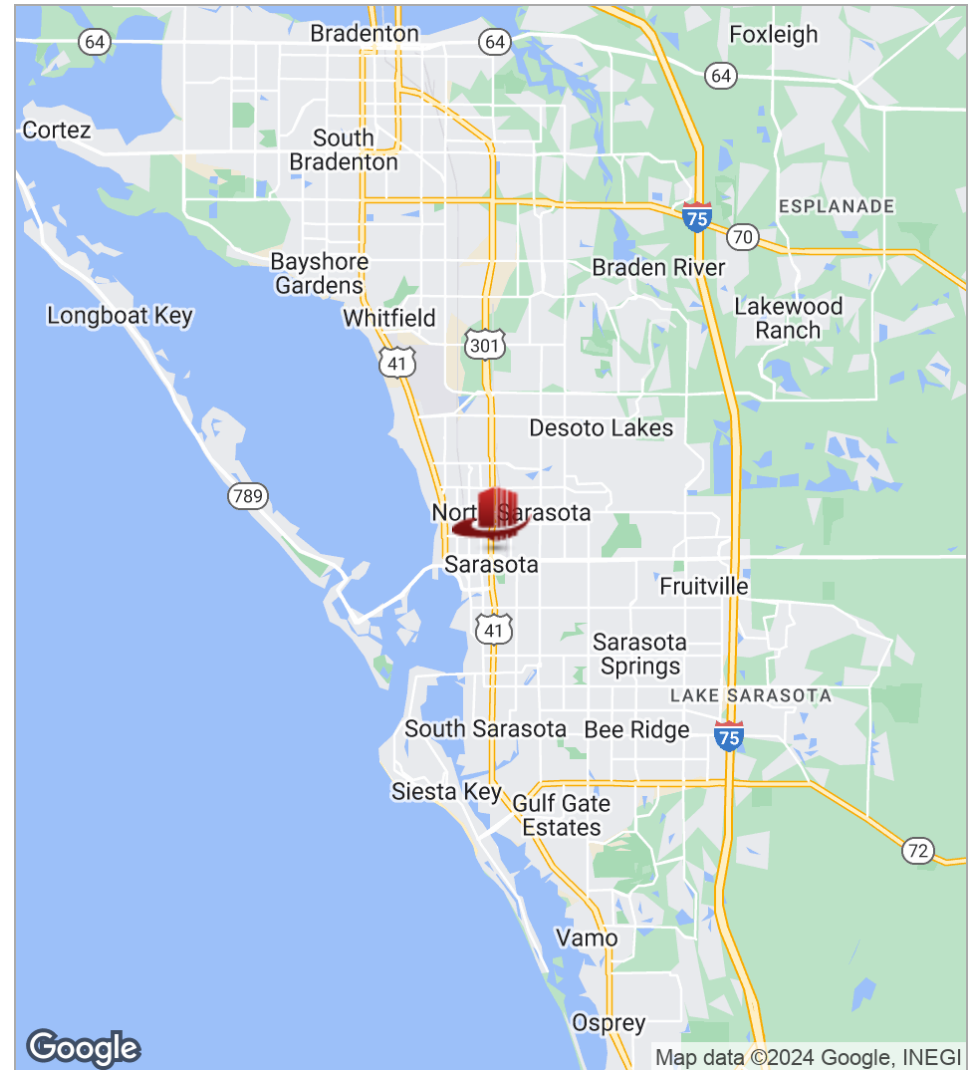 Bradenton
64
64
Foxleigh
64
Cortez
South
Bradenton
ESPLANADE
75
70
Bayshore
Gardens
Braden River
Longboat Key
Whitfield
Lakewood
Ranch
41
301
Desoto Lakes
789
Nort Sarasota
Sarasota
Fruitville
41
Sarasota
Springs
LAKE SARASOTA
South Sarasota
Bee Ridge
75
Siesta Key
Gulf Gate
Estates
72
Vamo
Osprey
Google
Map data ©2024 Google, INEGI